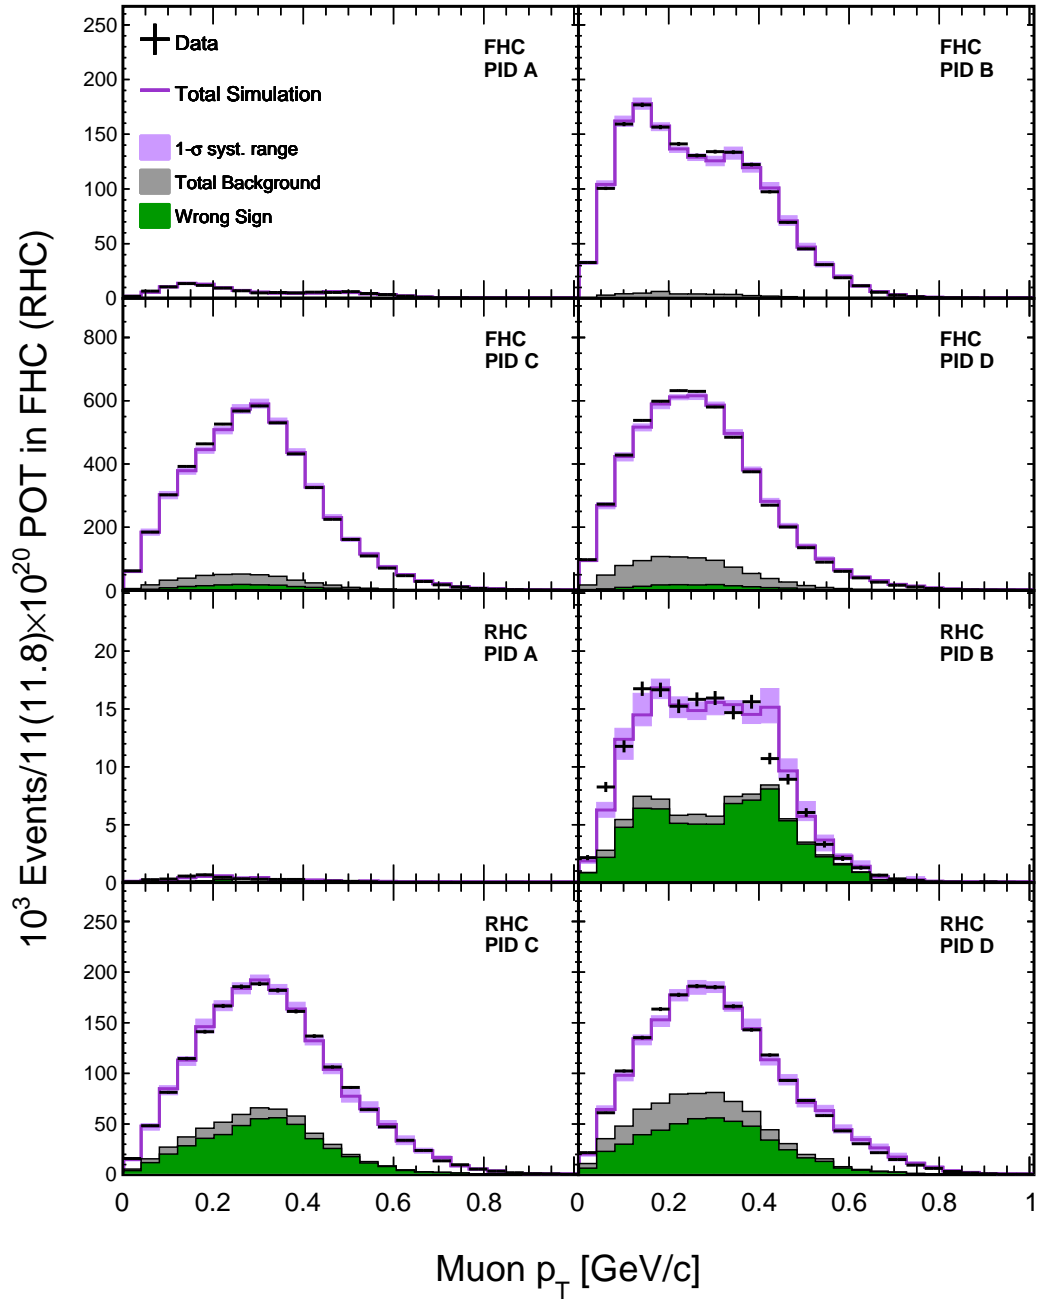 10³ Events/11(11.8)×10²⁰ POT in FHC (RHC)
250
200
150
100
50
0
Data
Total Simulation
1-σ syst. range
Total Background
Wrong Sign
FHC
PID A
FHC
PID B
800
600
400
200
0
FHC
PID C
FHC
PID D
20
15
10
5
0
RHC
PID A
RHC
PID B
250
200
150
100
50
0
RHC
PID C
RHC
PID D
0 0.2 0.4 0.6 0.8 0 0.2 0.4 0.6 0.8 1
Muon p_T [GeV/c]